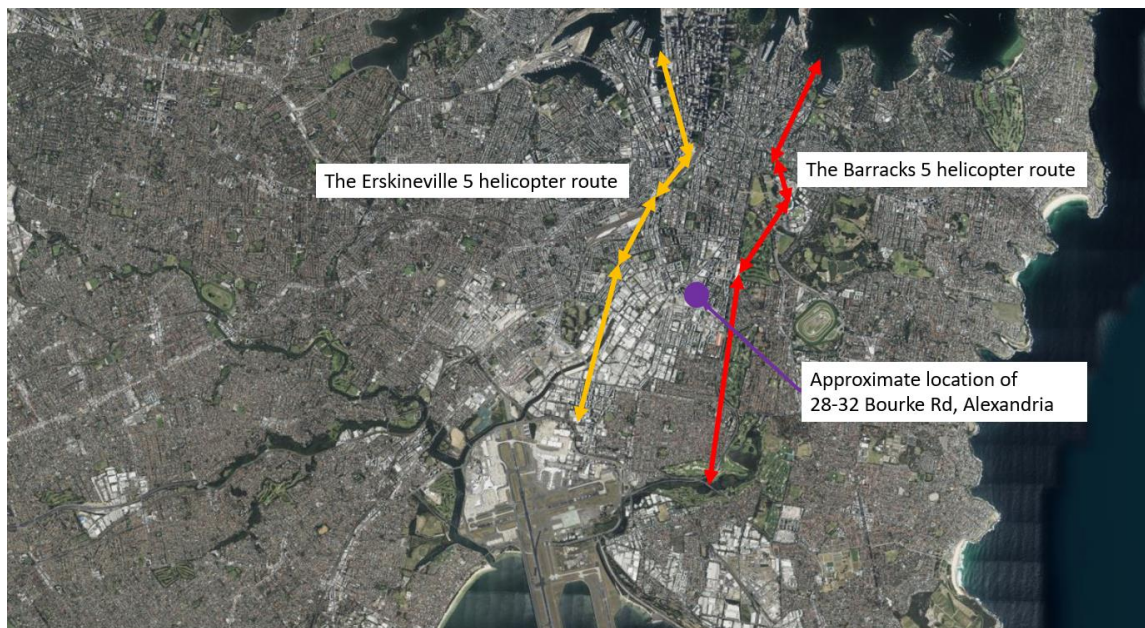 The Erskineville 5 helicopter route
The Barracks 5 helicopter route
Approximate location of
28-32 Bourke Rd, Alexandria